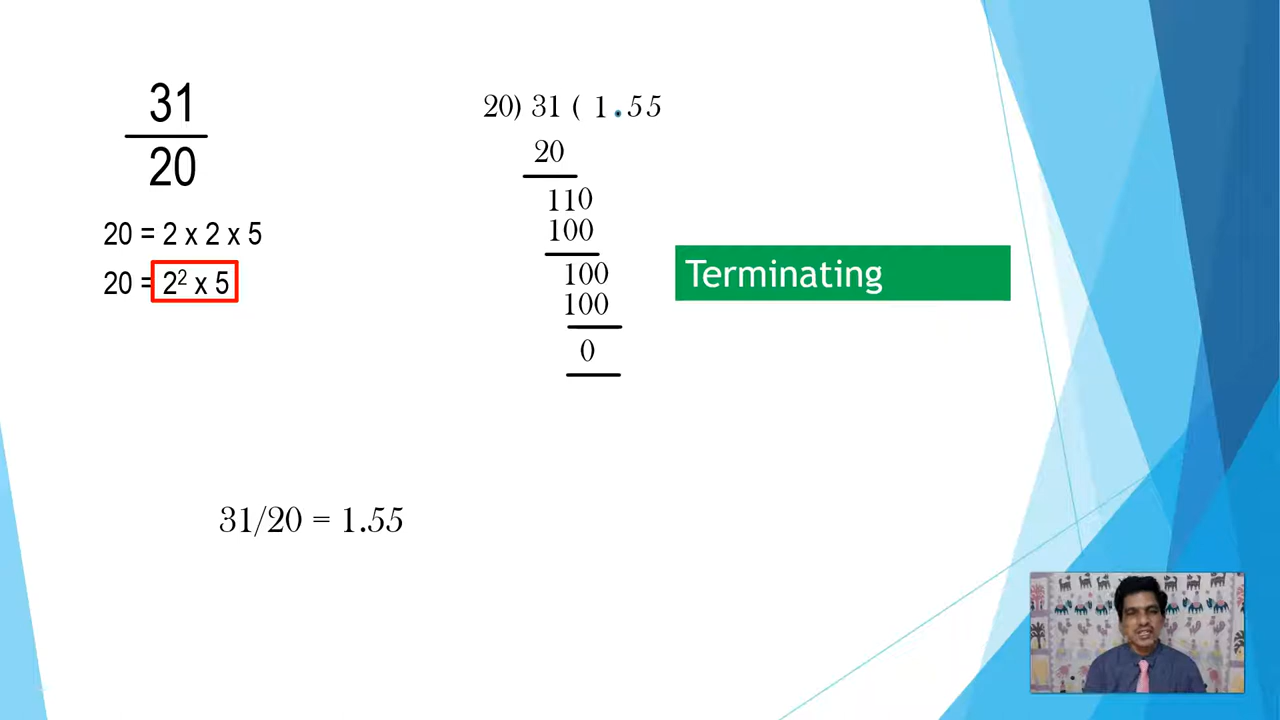 31
20
20 = 2 x 2 x 5
20 = 2² x 5
20) 31 ( 1.55
20
110
100
100
100
0
Terminating
31/20 = 1.55